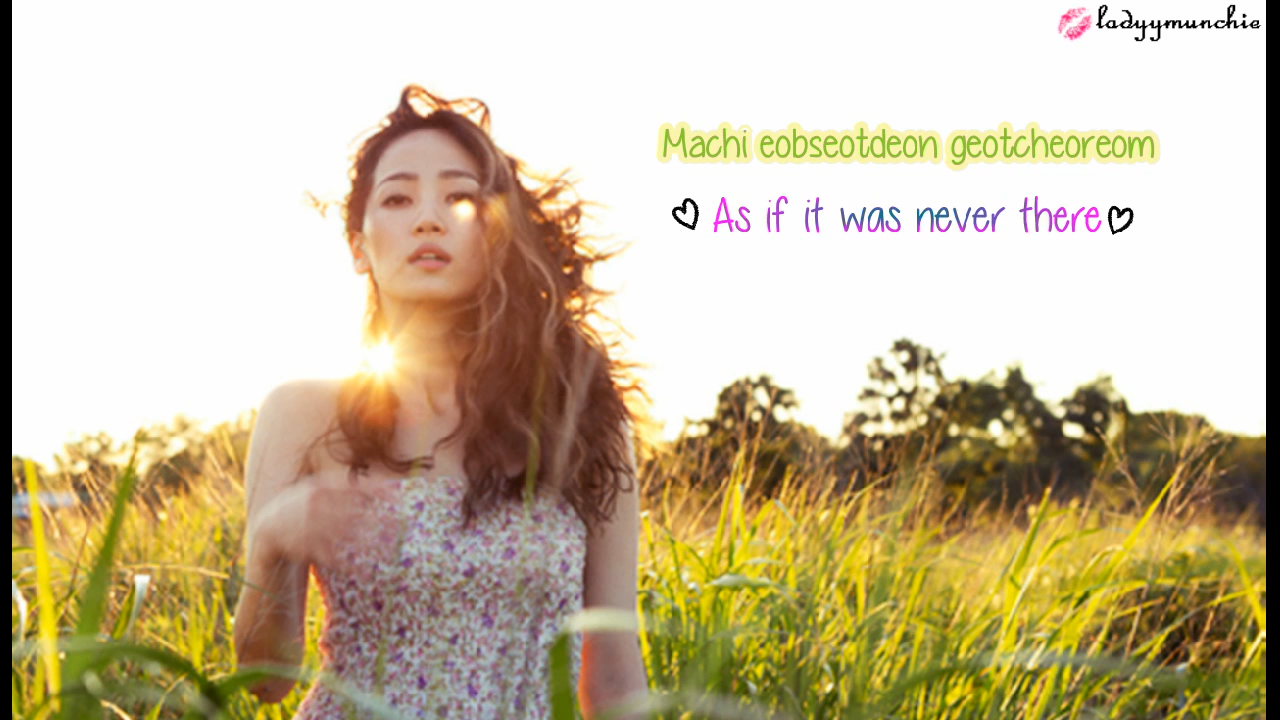 ladyymunchie
Machi eobseotdeon geotcheoreom
As if it was never there